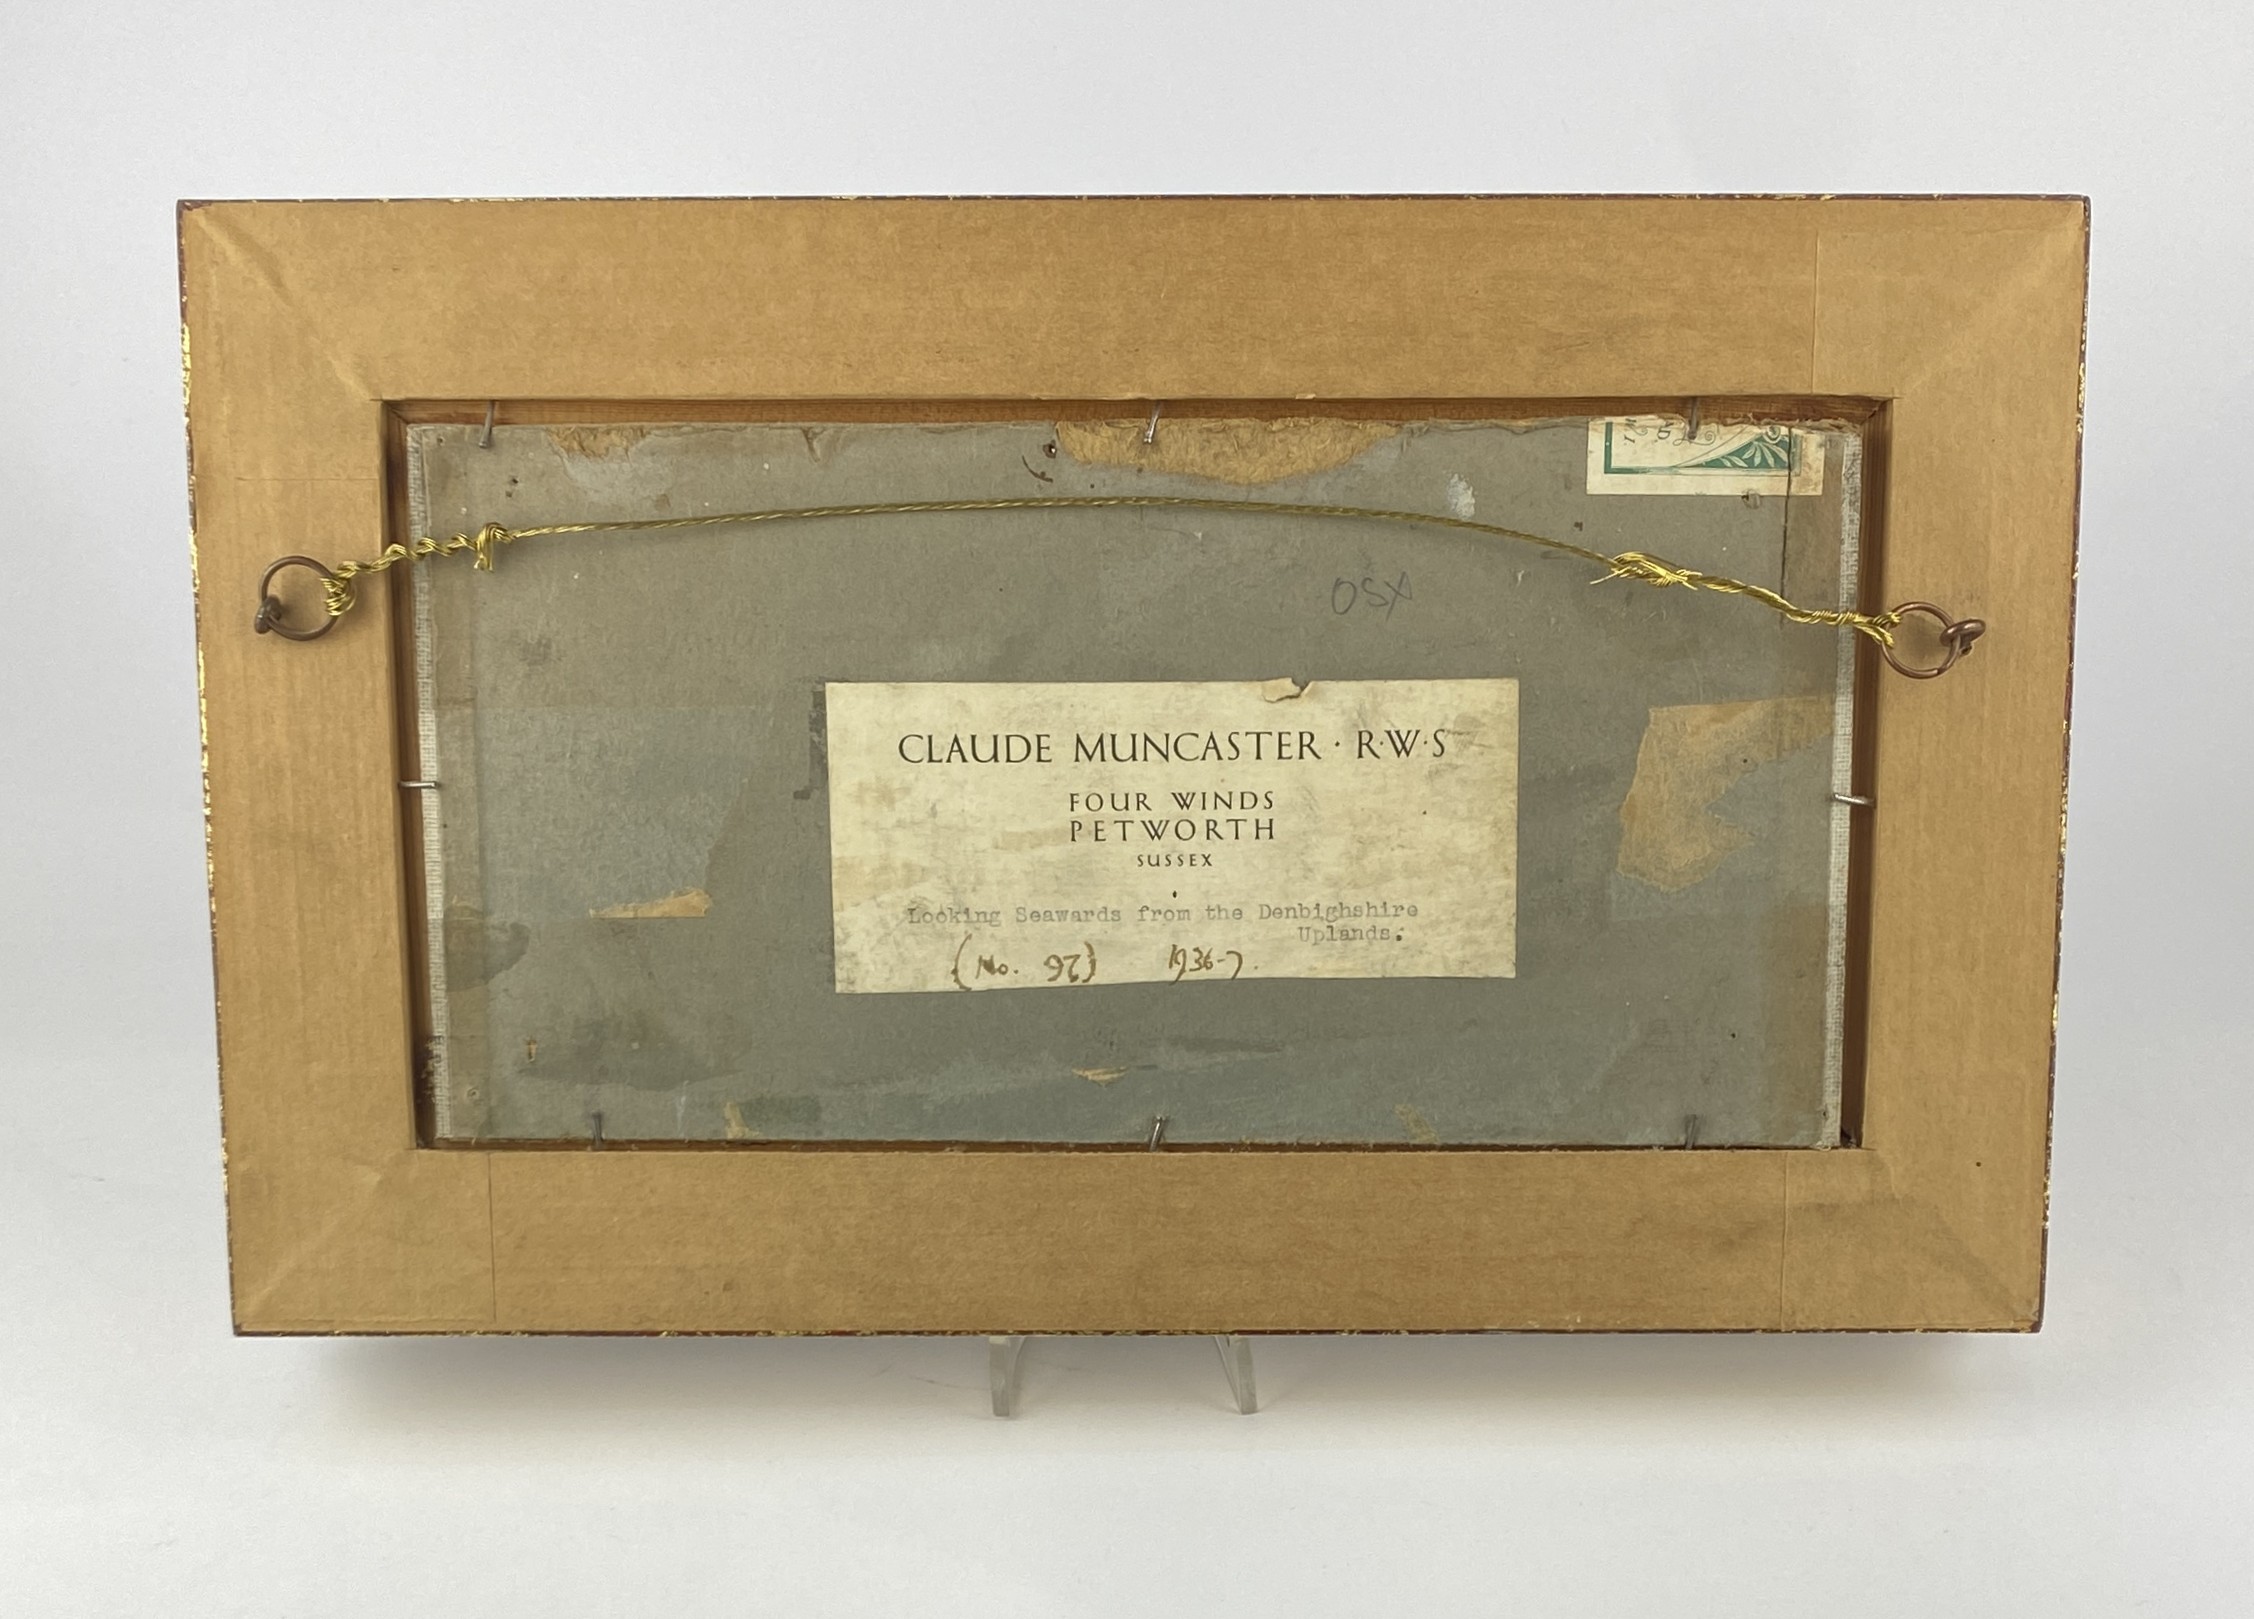 OSX
CLAUDE MUNCASTER · R·W·S
FOUR WINDS
PETWORTH
SUSSEX
Looking Seawards from the Denbighshire
Uplands.
(No. 97) 1936-7.